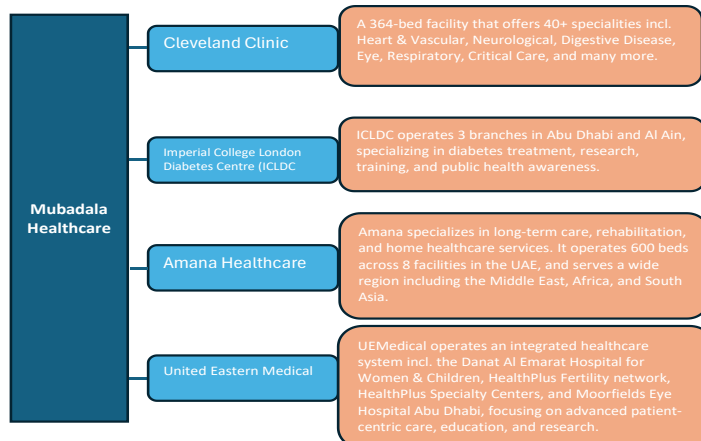 Mubadala
Healthcare
Cleveland Clinic
A 364-bed facility that offers 40+ specialities incl.
Heart & Vascular, Neurological, Digestive Disease,
Eye, Respiratory, Critical Care, and many more.
Imperial College London
Diabetes Centre (ICLDC
ICLDC operates 3 branches in Abu Dhabi and Al Ain,
specializing in diabetes treatment, research,
training, and public health awareness.
Amana Healthcare
Amana specializes in long-term care, rehabilitation,
and home healthcare services. It operates 600 beds
across 8 facilities in the UAE, and serves a wide
region including the Middle East, Africa, and South
Asia.
United Eastern Medical
UEMedical operates an integrated healthcare
system incl. the Danat Al Emarat Hospital for
Women & Children, HealthPlus Fertility network,
HealthPlus Specialty Centers, and Moorfields Eye
Hospital Abu Dhabi, focusing on advanced patient-
centric care, education, and research.